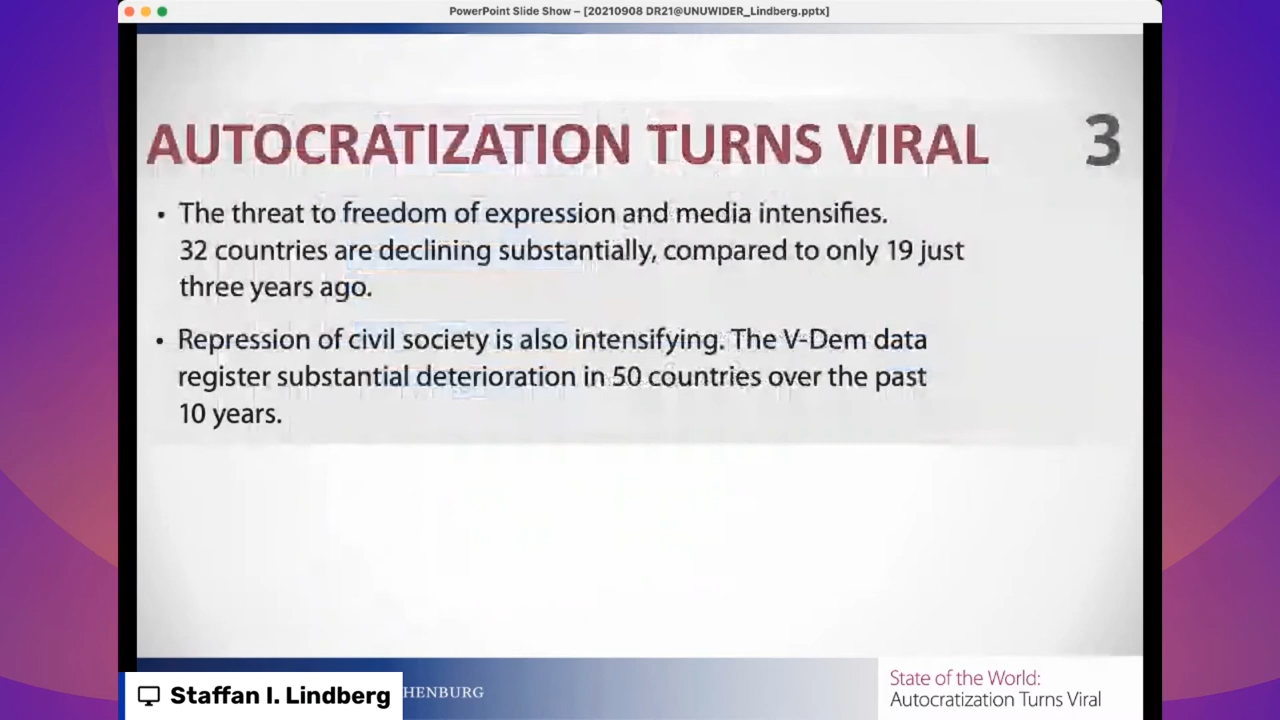 PowerPoint Slide Show – [20210908 DR21@UNUWIDER_Lindberg.pptx]
AUTOCRATIZATION TURNS VIRAL 3
• The threat to freedom of expression and media intensifies.
32 countries are declining substantially, compared to only 19 just
three years ago.
• Repression of civil society is also intensifying. The V-Dem data
register substantial deterioration in 50 countries over the past
10 years.
Staffan I. Lindberg
HENBURG
State of the World:
Autocratization Turns Viral